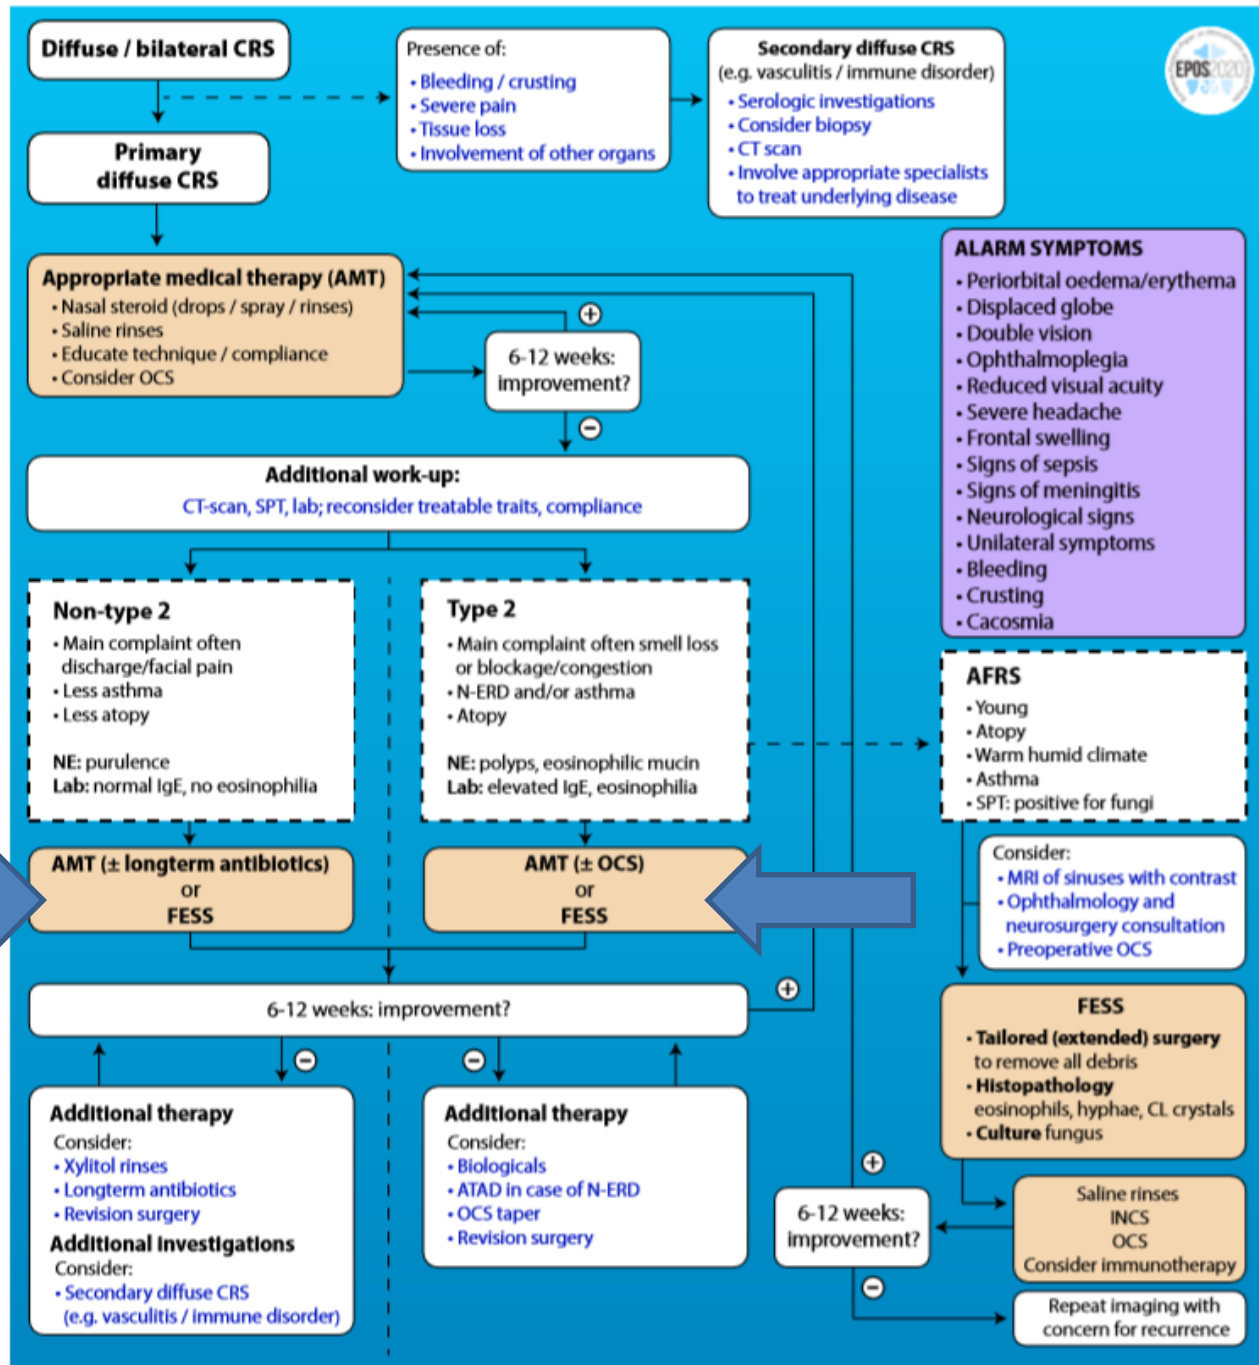 Diffuse / bilateral CRS
Presence of:
• Bleeding / crusting
• Severe pain
• Tissue loss
• Involvement of other organs
Secondary diffuse CRS
(e.g. vasculitis / immune disorder)
• Serologic investigations
• Consider biopsy
• CT scan
• Involve appropriate specialists
to treat underlying disease
EPOS2020
Primary
diffuse CRS
Appropriate medical therapy (AMT)
• Nasal steroid (drops / spray / rinses)
• Saline rinses
• Educate technique / compliance
• Consider OCS
+
6-12 weeks:
improvement?
-
ALARM SYMPTOMS
• Periorbital oedema/erythema
• Displaced globe
• Double vision
• Ophthalmoplegia
• Reduced visual acuity
• Severe headache
• Frontal swelling
• Signs of sepsis
• Signs of meningitis
• Neurological signs
• Unilateral symptoms
• Bleeding
• Crusting
• Cacosmia
Additional work-up:
CT-scan, SPT, lab; reconsider treatable traits, compliance
Non-type 2
• Main complaint often
discharge/facial pain
• Less asthma
• Less atopy
NE: purulence
Lab: normal IgE, no eosinophilia
Type 2
• Main complaint often smell loss
or blockage/congestion
• N-ERD and/or asthma
• Atopy
NE: polyps, eosinophilic mucin
Lab: elevated IgE, eosinophilia
AFRS
• Young
• Atopy
• Warm humid climate
• Asthma
• SPT: positive for fungi
AMT (± longterm antibiotics)
or
FESS
AMT (± OCS)
or
FESS
Consider:
• MRI of sinuses with contrast
• Ophthalmology and
neurosurgery consultation
• Preoperative OCS
6-12 weeks: improvement?
+
-
-
FESS
• Tailored (extended) surgery
to remove all debris
• Histopathology
eosinophils, hyphae, CL crystals
• Culture fungus
Additional therapy
Consider:
• Xylitol rinses
• Longterm antibiotics
• Revision surgery
Additional investigations
Consider:
• Secondary diffuse CRS
(e.g. vasculitis / immune disorder)
Additional therapy
Consider:
• Biologicals
• ATAD in case of N-ERD
• OCS taper
• Revision surgery
+
6-12 weeks:
improvement?
-
Saline rinses
INCS
OCS
Consider immunotherapy
Repeat imaging with
concern for recurrence